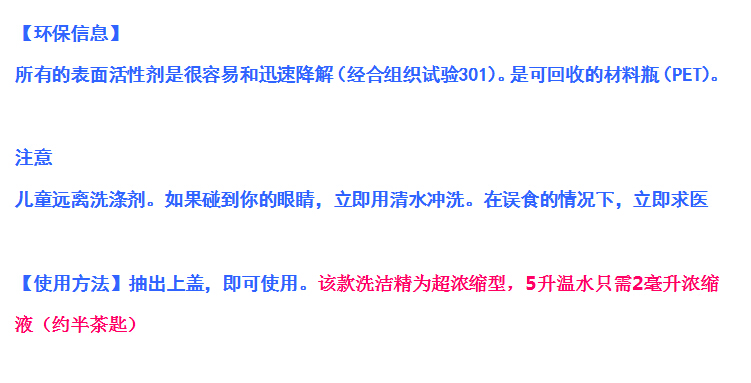 【环保信息】
所有的表面活性剂是很容易和迅速降解（经合组织试验301）。是可回收的材料瓶（PET）。
注意
儿童远离洗涤剂。如果碰到你的眼睛，立即用清水冲洗。在误食的情况下，立即求医
【使用方法】抽出上盖，即可使用。该款洗洁精为超浓缩型，5升温水只需2毫升浓缩
液（约半茶匙）